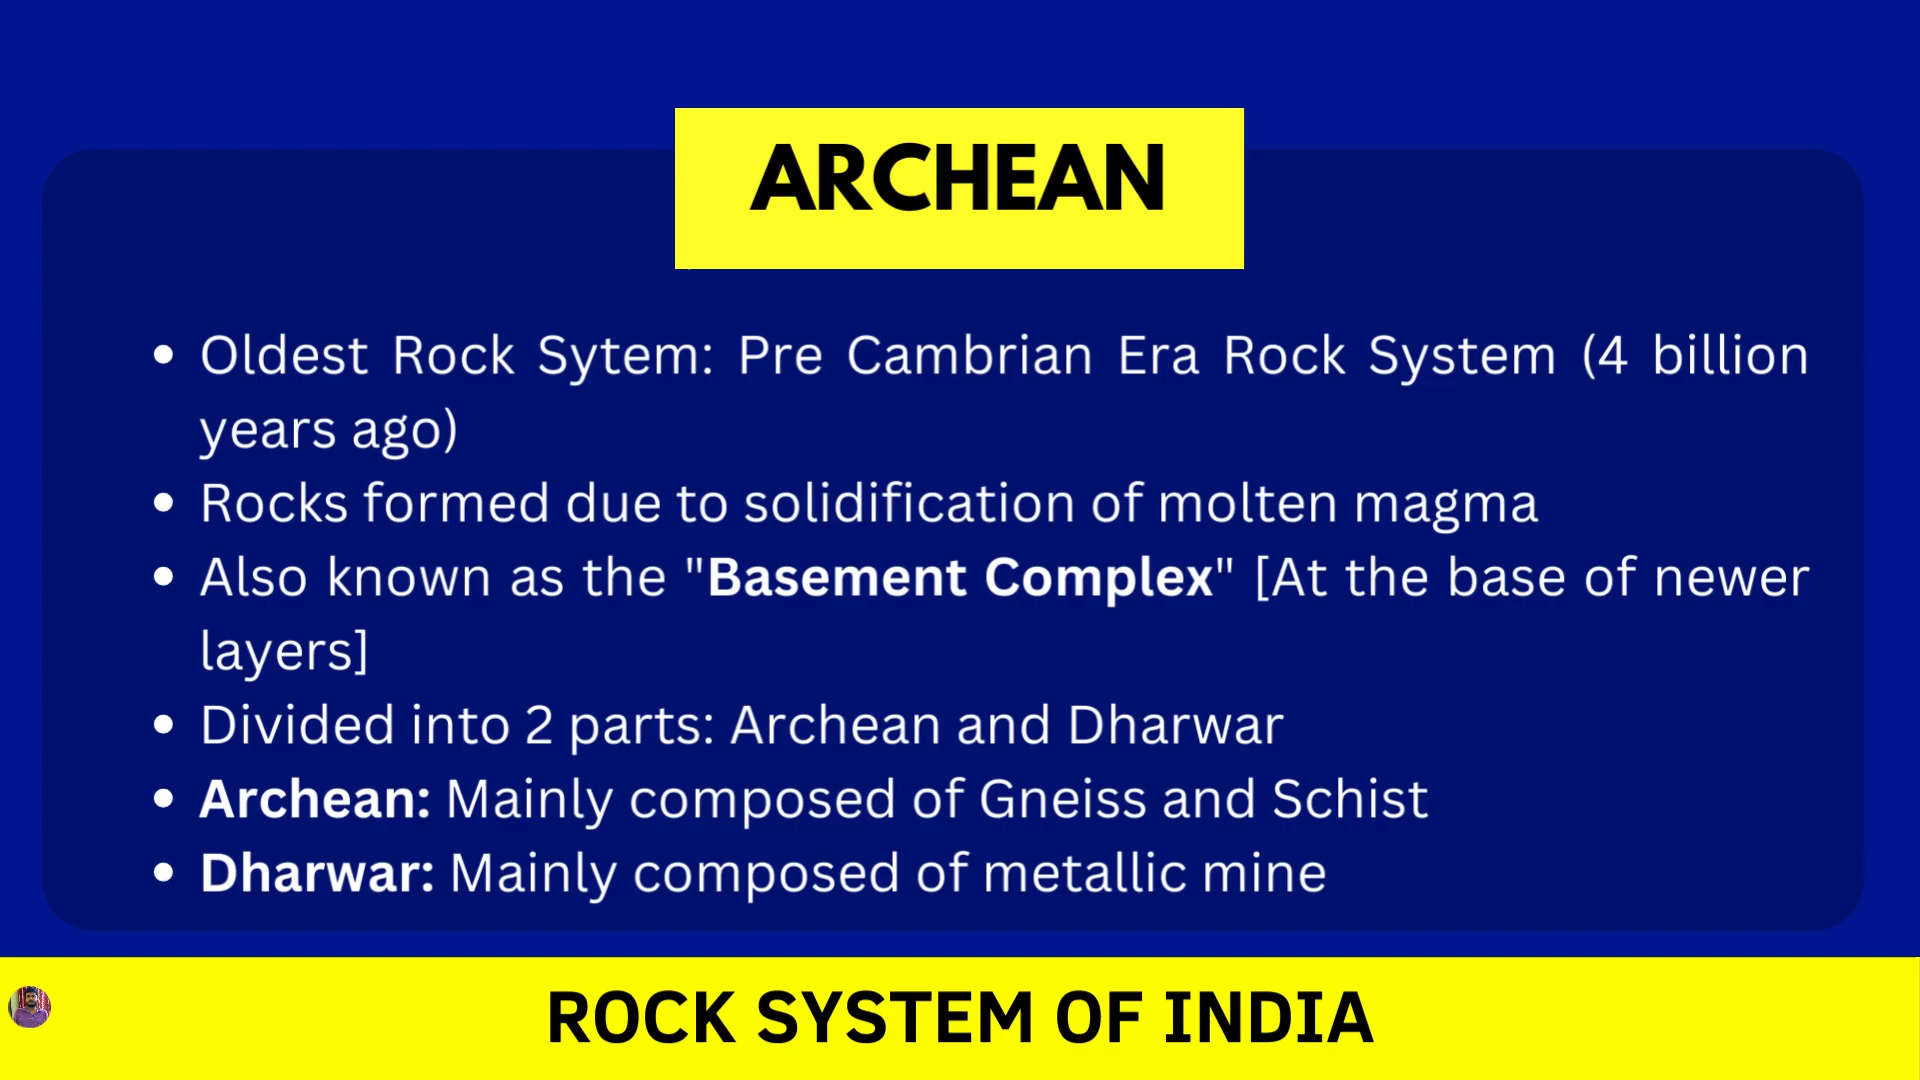 ARCHEAN
• Oldest Rock Sytem: Pre Cambrian Era Rock System (4 billion
years ago)
• Rocks formed due to solidification of molten magma
• Also known as the "Basement Complex" [At the base of newer
layers]
• Divided into 2 parts: Archean and Dharwar
• Archean: Mainly composed of Gneiss and Schist
• Dharwar: Mainly composed of metallic mine
ROCK SYSTEM OF INDIA